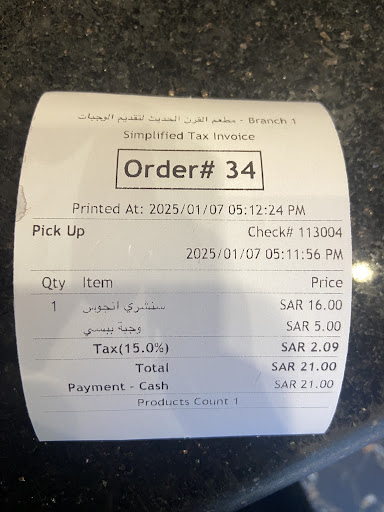 مطعم القرن الحديث لتقديم الوجبات - Branch 1
Simplified Tax Invoice
Order# 34
Printed At: 2025/01/07 05:12:24 PM
Pick Up Check# 113004
2025/01/07 05:11:56 PM
Qty Item Price
1 سنشري انجوس SAR 16.00
وجبة بيبسي SAR 5.00
Tax(15.0%) SAR 2.09
Total SAR 21.00
Payment - Cash SAR 21.00
Products Count 1